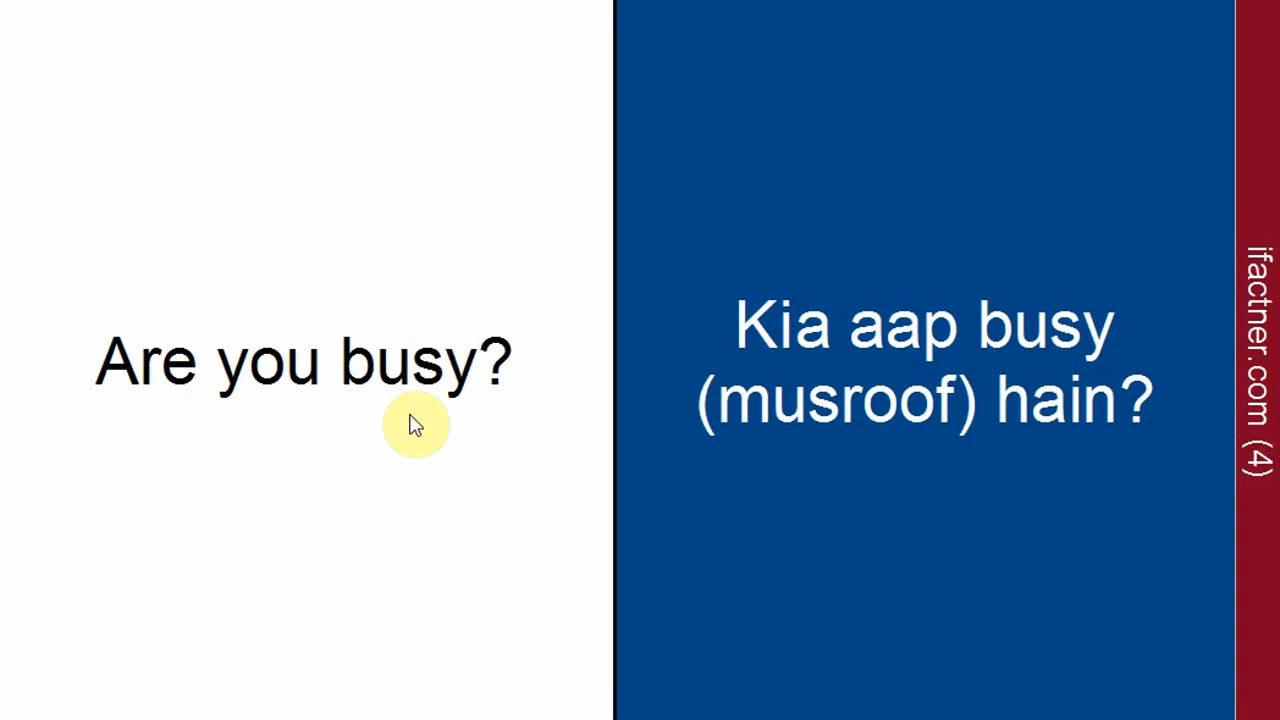 Are you busy?
Kia aap busy
(musroof) hain?
ifactner.com (4)